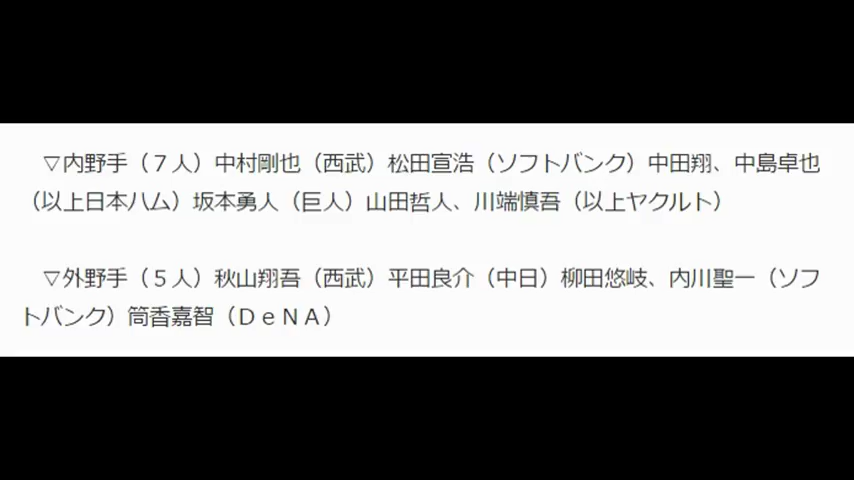 ▽内野手（７人）中村剛也（西武）松田宣浩（ソフトバンク）中田翔、中島卓也
（以上日本ハム）坂本勇人（巨人）山田哲人、川端慎吾（以上ヤクルト）
▽外野手（５人）秋山翔吾（西武）平田良介（中日）柳田悠岐、内川聖一（ソフ
トバンク）筒香嘉智（ＤｅＮＡ）